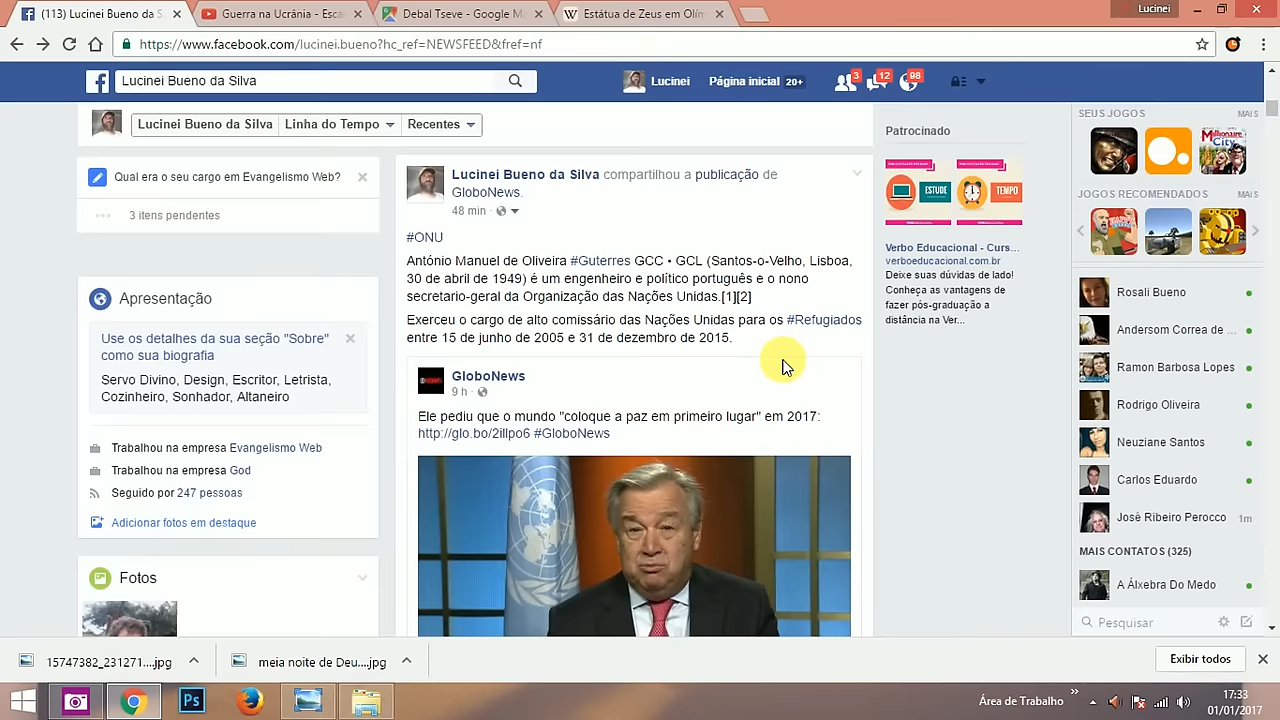 (113) Lucinei Bueno da S
Guerra na Ucrânia - Esca
Debal Tseve - Google M
Estátua de Zeus em Olím
Lucinei
https://www.facebook.com/lucinei.bueno?hc_ref=NEWSFEED&fref=nf
Lucinei Bueno da Silva
Lucinei
Página inicial 20+
3
12
98
Lucinei Bueno da Silva
Linha do Tempo
Recentes
Qual era o seu cargo em Evangelismo Web?
3 itens pendentes
Apresentação
Use os detalhes da sua seção "Sobre"
como sua biografia
Servo Divino, Design, Escritor, Letrista,
Cozinheiro, Sonhador, Altaneiro
Trabalhou na empresa Evangelismo Web
Trabalhou na empresa God
Seguido por 247 pessoas
Adicionar fotos em destaque
Fotos
Lucinei Bueno da Silva compartilhou a publicação de
GloboNews.
48 min
#ONU
António Manuel de Oliveira #Guterres GCC • GCL (Santos-o-Velho, Lisboa,
30 de abril de 1949) é um engenheiro e político português e o nono
secretario-geral da Organização das Nações Unidas.[1][2]
Exerceu o cargo de alto comissário das Nações Unidas para os #Refugiados
entre 15 de junho de 2005 e 31 de dezembro de 2015.
GloboNews
9 h
Ele pediu que o mundo "coloque a paz em primeiro lugar" em 2017:
http://glo.bo/2illpo6 #GloboNews
Patrocinado
ESTUDE
TEMPO
Verbo Educacional - Curs...
verboeducacional.com.br
Deixe suas dúvidas de lado!
Conheça as vantagens de
fazer pós-graduação a
distância na Ver...
SEUS JOGOS
MAIS
Millionaire
City
JOGOS RECOMENDADOS
MAIS
Rosali Bueno
Andersom Correa de ...
Ramon Barbosa Lopes
Rodrigo Oliveira
Neuziane Santos
Carlos Eduardo
José Ribeiro Perocco
1m
MAIS CONTATOS (325)
A Álxebra Do Medo
Pesquisar
15747382_231271....jpg
meia noite de Deu....jpg
Exibir todos
Ps
Área de Trabalho
17:33
01/01/2017